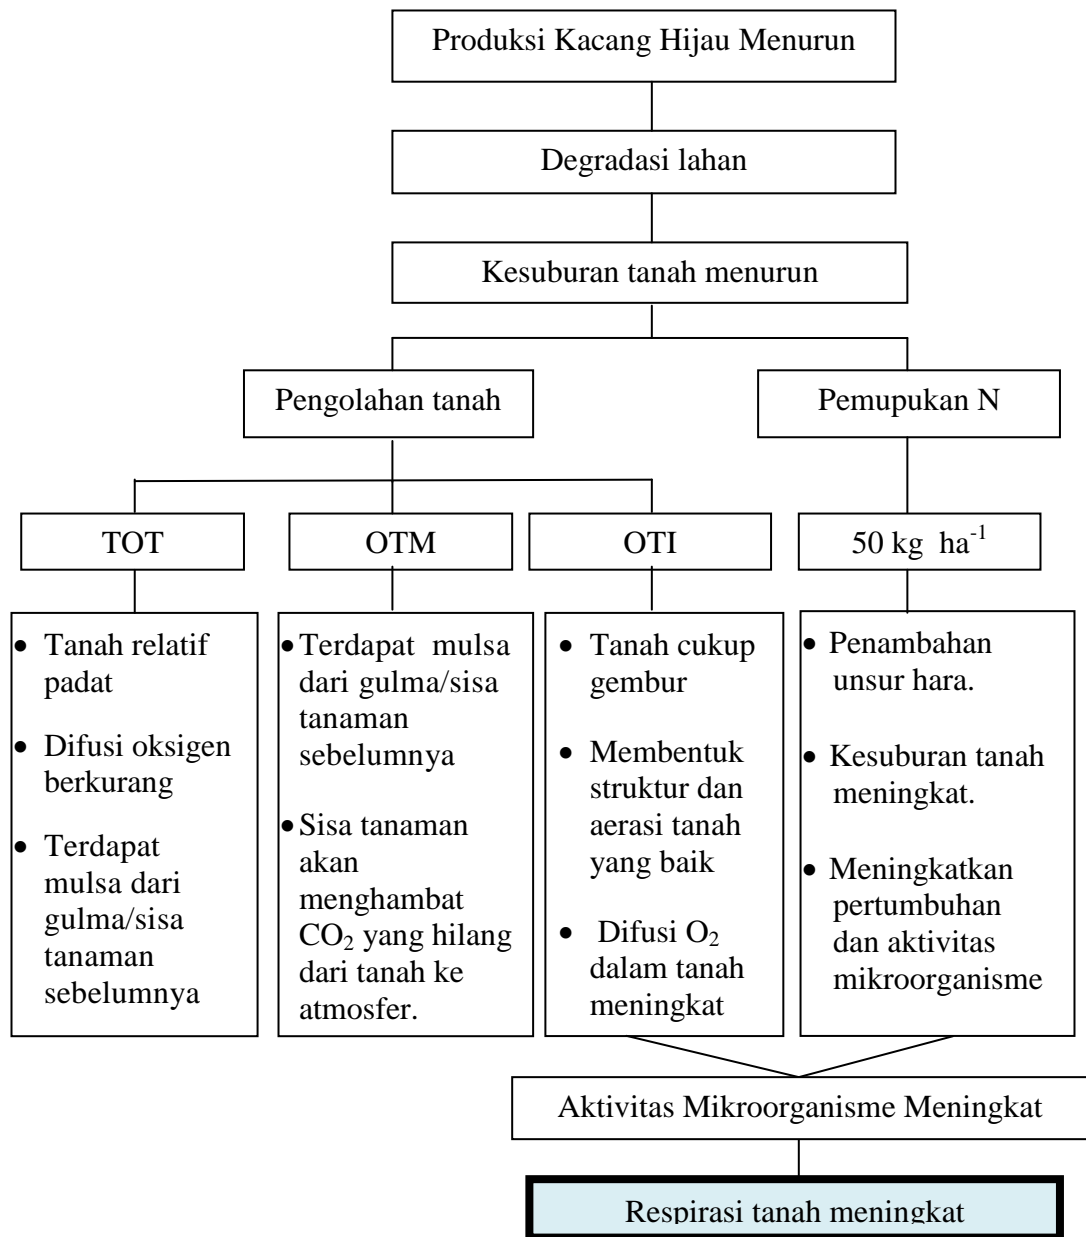 Produksi Kacang Hijau Menurun
Degradasi lahan
Kesuburan tanah menurun
Pengolahan tanah
Pemupukan N
TOT
OTM
OTI
50 kg ha⁻¹
• Tanah relatif
padat
• Difusi oksigen
berkurang
• Terdapat
mulsa dari
gulma/sisa
tanaman
sebelumnya
• Terdapat mulsa
dari gulma/sisa
tanaman
sebelumnya
• Sisa tanaman
akan
menghambat
CO₂ yang hilang
dari tanah ke
atmosfer.
• Tanah cukup
gembur
• Membentuk
struktur dan
aerasi tanah
yang baik
• Difusi O₂
dalam tanah
meningkat
• Penambahan
unsur hara.
• Kesuburan tanah
meningkat.
• Meningkatkan
pertumbuhan
dan aktivitas
mikroorganisme
Aktivitas Mikroorganisme Meningkat
Respirasi tanah meningkat